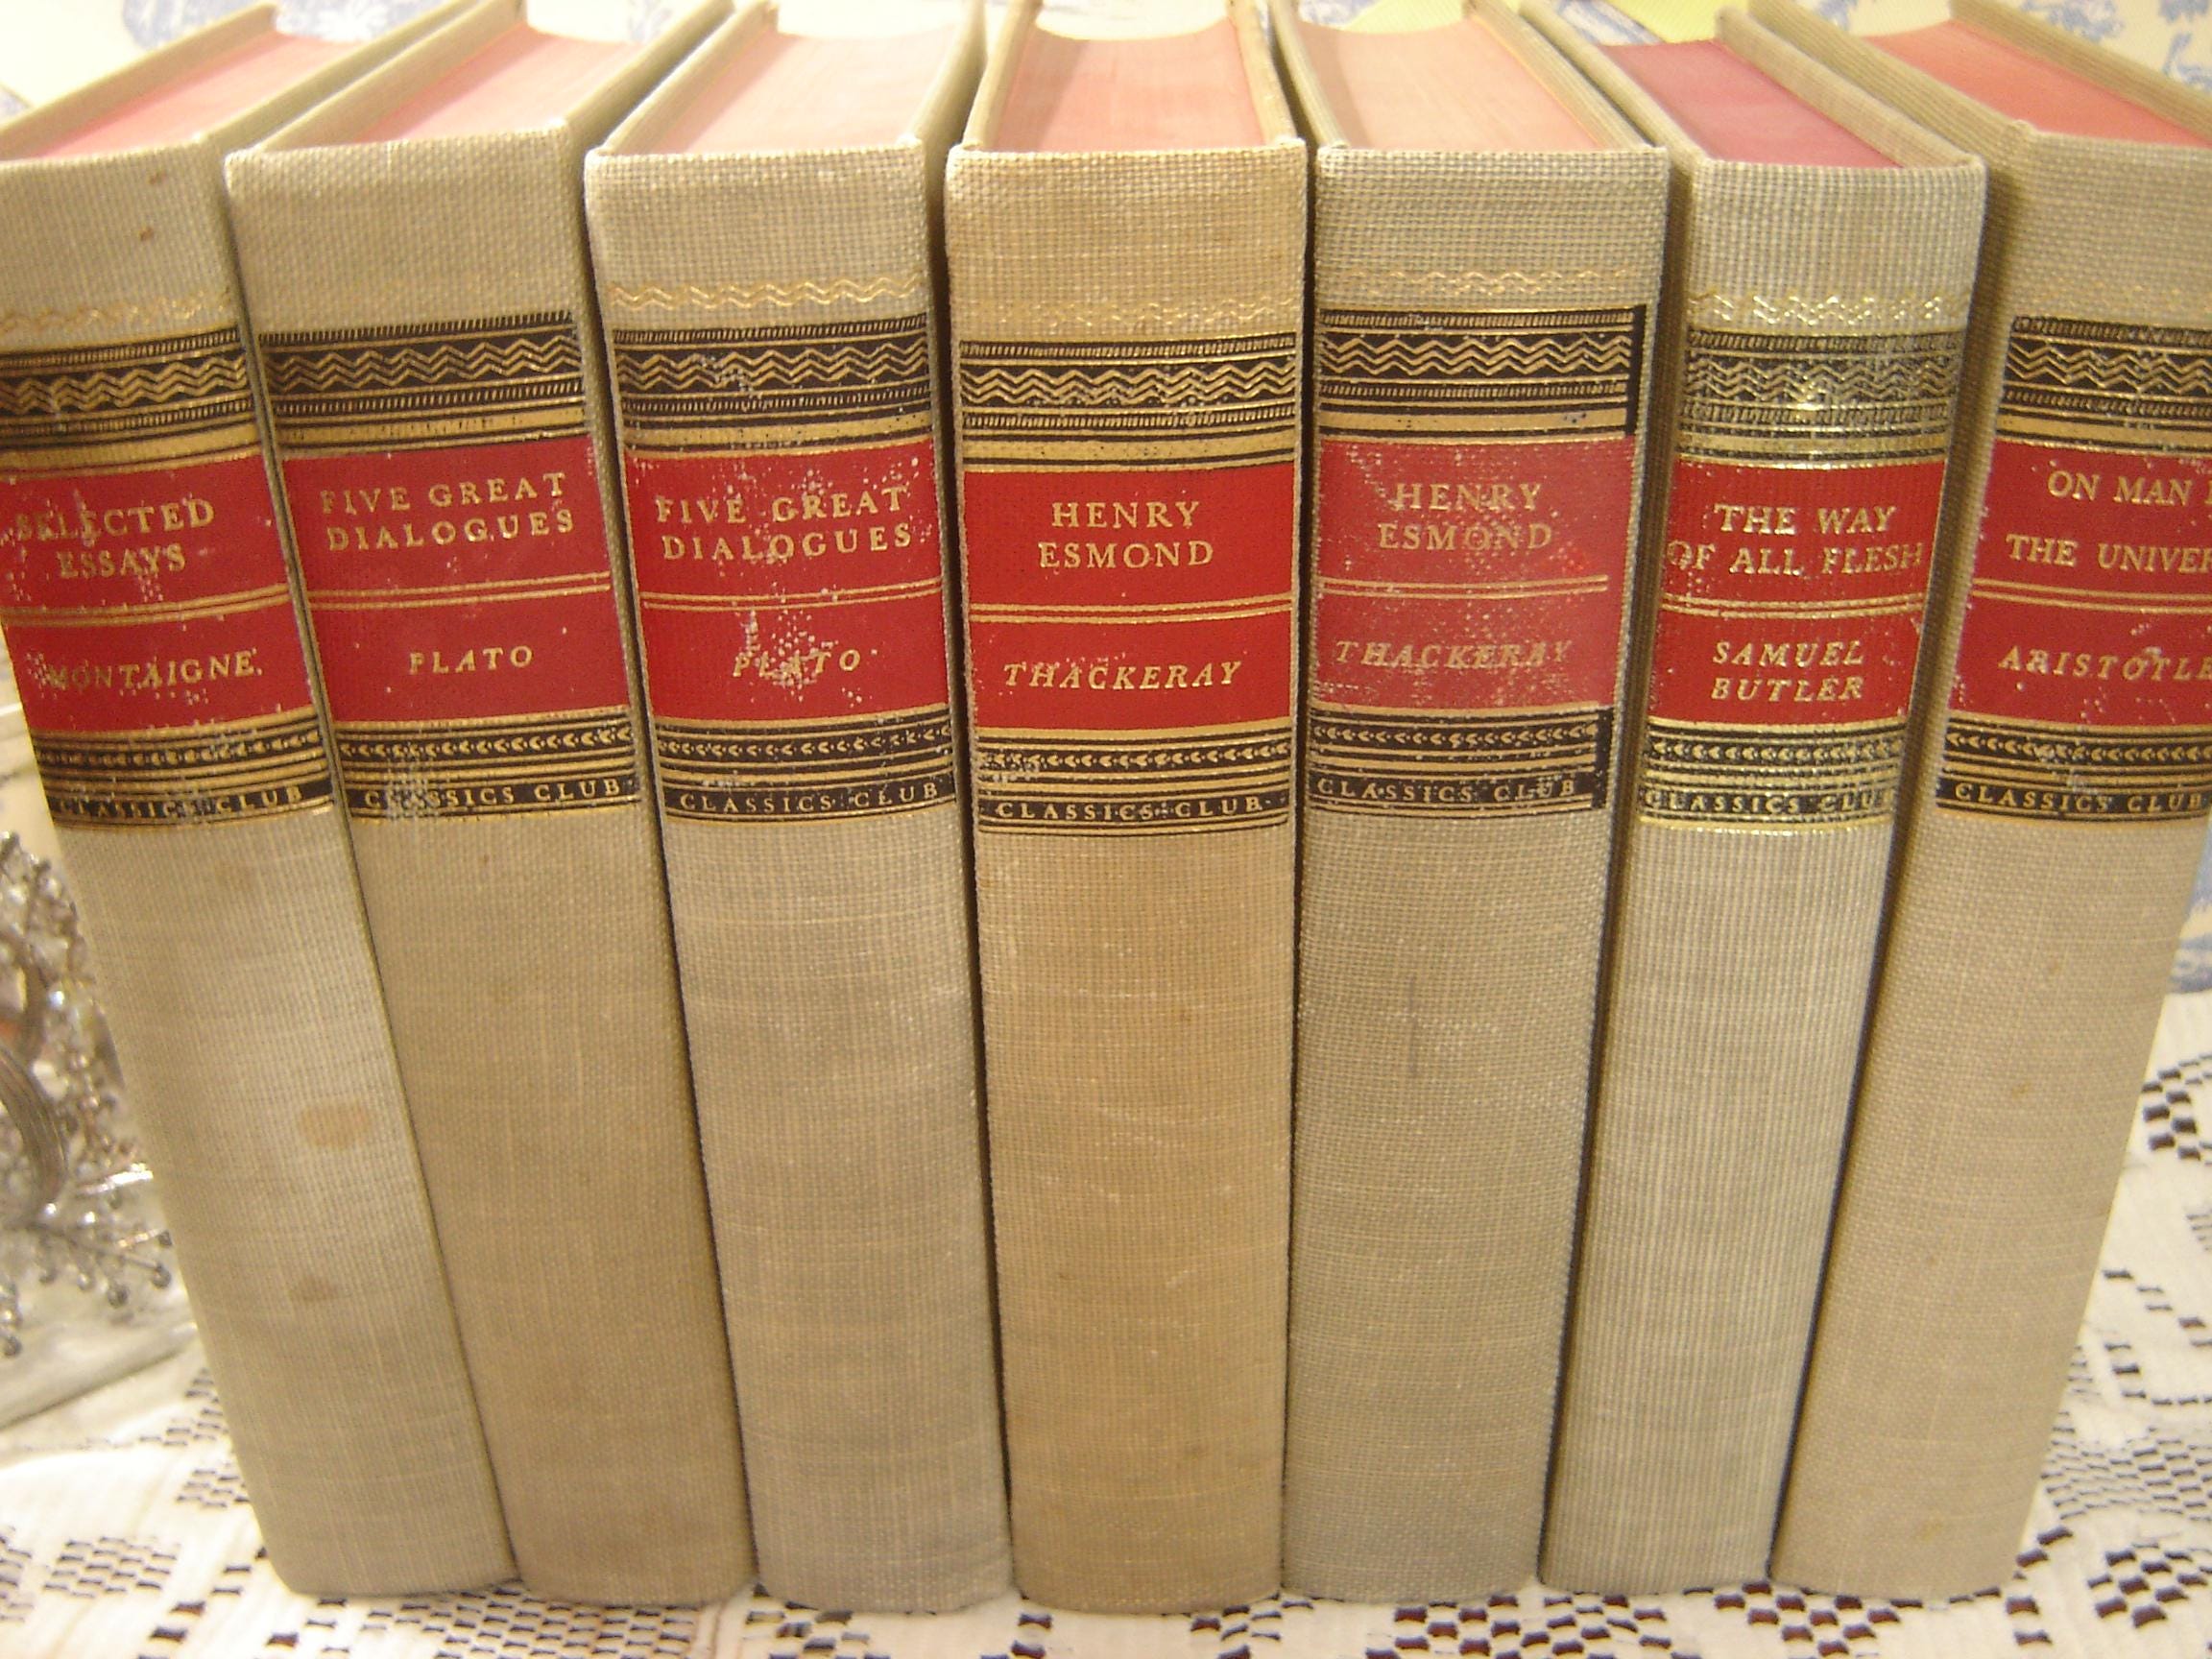 SELECTED
ESSAYS
MONTAIGNE
CLASSICS CLUB
FIVE GREAT
DIALOGUES
PLATO
CLASSICS CLUB
FIVE GREAT
DIALOGUES
PLATO
CLASSICS CLUB
HENRY
ESMOND
THACKERAY
CLASSICS CLUB
HENRY
ESMOND
THACKERAY
CLASSICS CLUB
THE WAY
OF ALL FLESH
SAMUEL
BUTLER
CLASSICS CLUB
ON MAN
THE UNIVER
ARISTOTLE
CLASSICS CLUB